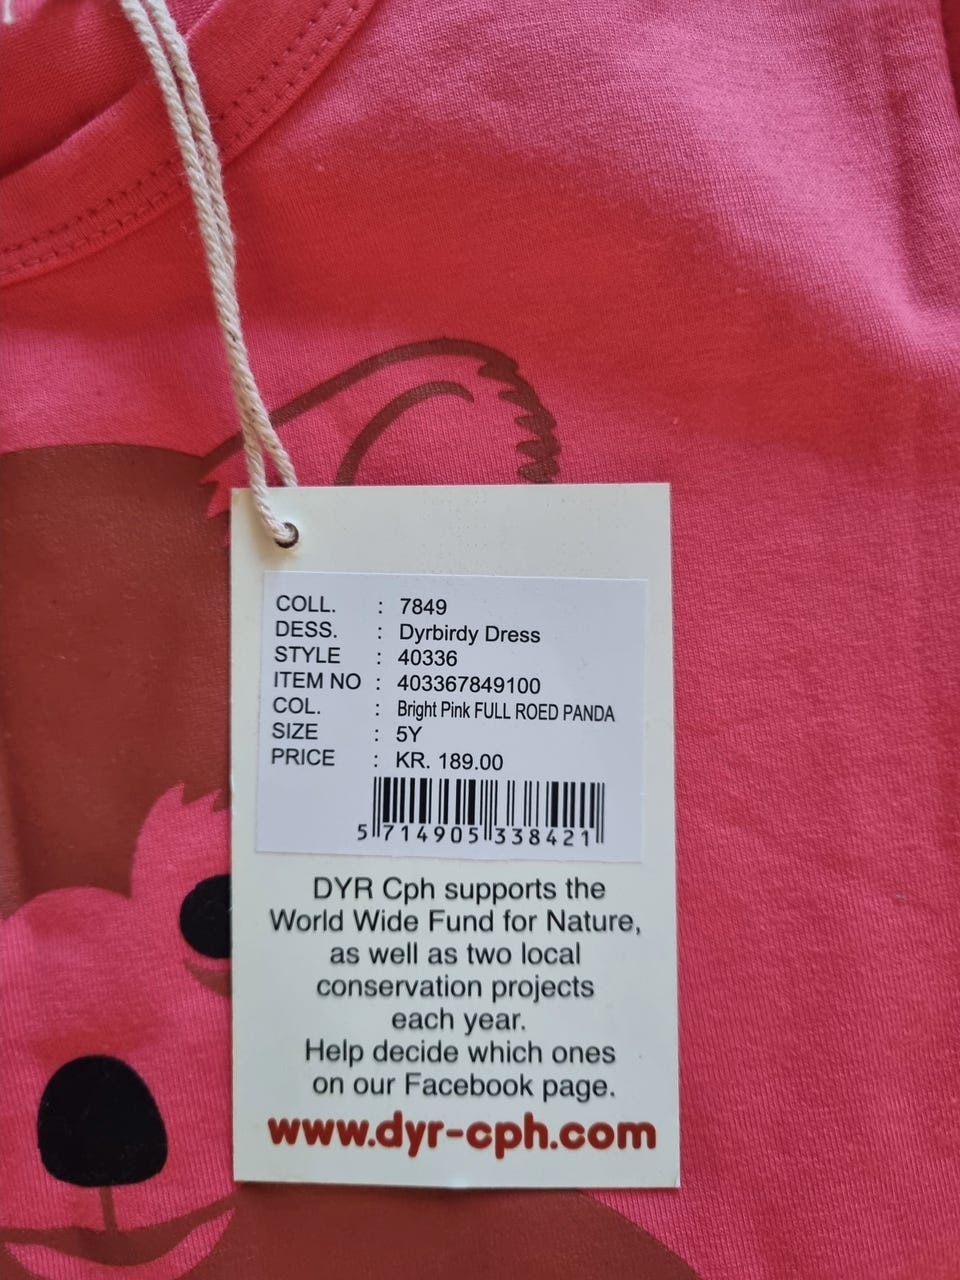 COLL. : 7849
DESS. : Dyrbirdy Dress
STYLE : 40336
ITEM NO : 403367849100
COL. : Bright Pink FULL ROED PANDA
SIZE : 5Y
PRICE : KR. 189.00
5 714905 338421
DYR Cph supports the
World Wide Fund for Nature,
as well as two local
conservation projects
each year.
Help decide which ones
on our Facebook page.
www.dyr-cph.com